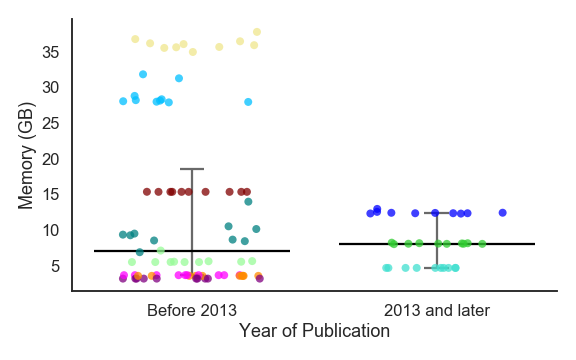 35
30
25
20
15
10
5
Memory (GB)
Before 2013
2013 and later
Year of Publication